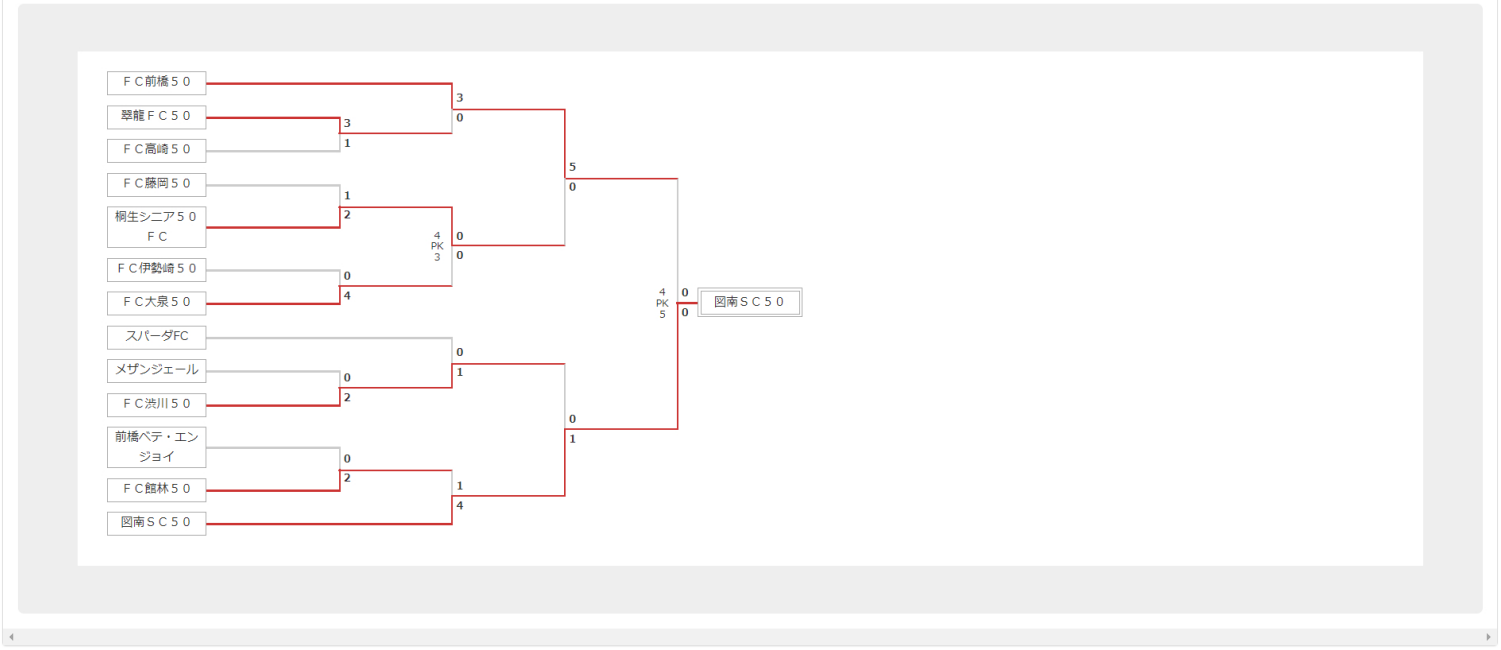 ＦＣ前橋５０
3
翠龍ＦＣ５０
0
3
ＦＣ高崎５０
1
5
ＦＣ藤岡５０
0
1
桐生シニア５０
ＦＣ
2
4
PK
3
0
0
ＦＣ伊勢崎５０
0
ＦＣ大泉５０
4
4
PK
5
0
0
図南ＳＣ５０
スパーダFC
0
メザンジェール
1
0
ＦＣ渋川５０
2
0
前橋ベテ・エン
ジョイ
1
0
ＦＣ館林５０
2
1
図南ＳＣ５０
4